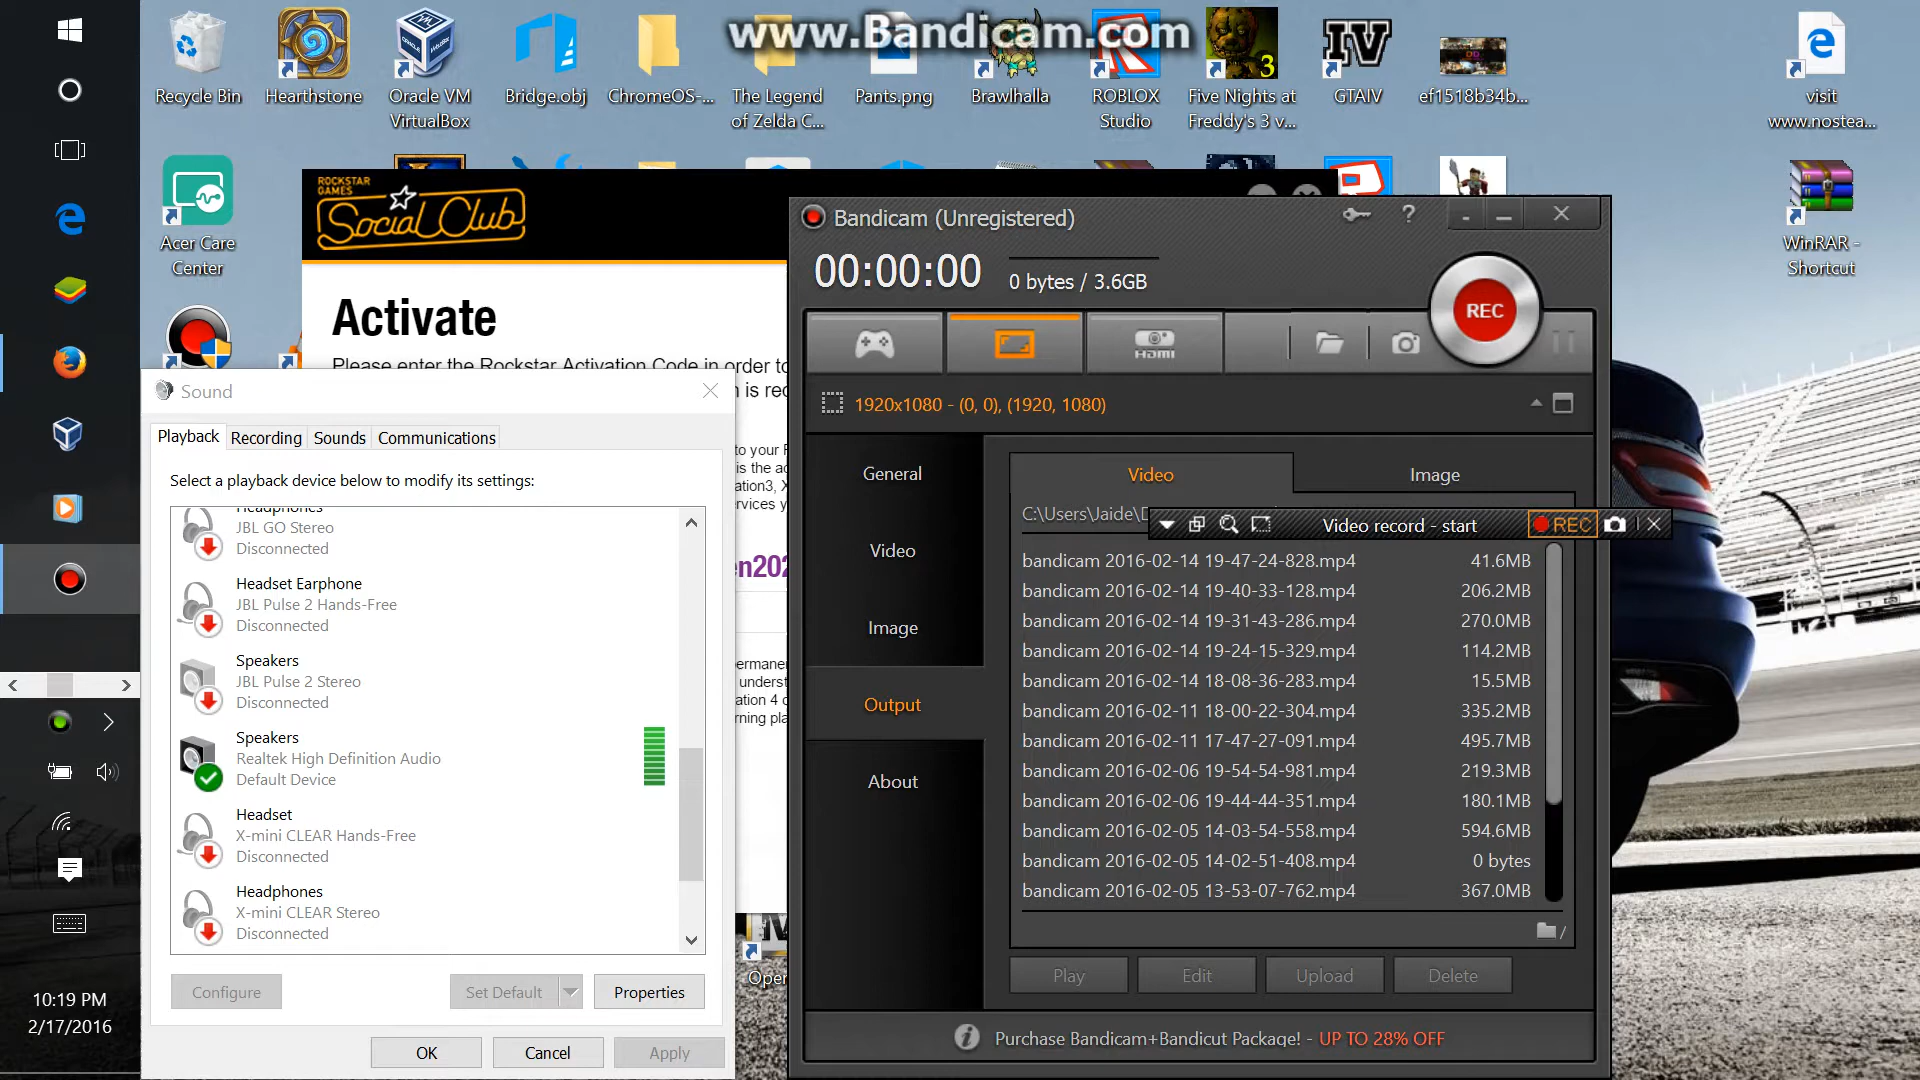 www.Bandicam.com
Recycle Bin
Hearthstone
Oracle VM
VirtualBox
Bridge.obj
ChromeOS-...
The Legend
of Zelda C...
Pants.png
Brawlhalla
ROBLOX
Studio
3
Five Nights at
Freddy's 3 v...
IV
GTAIV
ef1518b34b...
visit
www.nostea...
Acer Care
Center
WinRAR -
Shortcut
ROCKSTAR
GAMES
Social Club
Activate
Please enter the Rockstar Activation Code in order to
Sound
Playback
Recording
Sounds
Communications
Select a playback device below to modify its settings:
Headphones
JBL GO Stereo
Disconnected
Headset Earphone
JBL Pulse 2 Hands-Free
Disconnected
Speakers
JBL Pulse 2 Stereo
Disconnected
Speakers
Realtek High Definition Audio
Default Device
Headset
X-mini CLEAR Hands-Free
Disconnected
Headphones
X-mini CLEAR Stereo
Disconnected
Configure
Set Default
Properties
OK
Cancel
Apply
Bandicam (Unregistered)
?
00:00:00
0 bytes / 3.6GB
REC
HDMI
1920x1080 - (0, 0), (1920, 1080)
General
Video
Image
Output
About
Video
Image
C:\Users\Jaide\D
Video record - start
REC
bandicam 2016-02-14 19-47-24-828.mp4 41.6MB
bandicam 2016-02-14 19-40-33-128.mp4 206.2MB
bandicam 2016-02-14 19-31-43-286.mp4 270.0MB
bandicam 2016-02-14 19-24-15-329.mp4 114.2MB
bandicam 2016-02-14 18-08-36-283.mp4 15.5MB
bandicam 2016-02-11 18-00-22-304.mp4 335.2MB
bandicam 2016-02-11 17-47-27-091.mp4 495.7MB
bandicam 2016-02-06 19-54-54-981.mp4 219.3MB
bandicam 2016-02-06 19-44-44-351.mp4 180.1MB
bandicam 2016-02-05 14-03-54-558.mp4 594.6MB
bandicam 2016-02-05 14-02-51-408.mp4 0 bytes
bandicam 2016-02-05 13-53-07-762.mp4 367.0MB
Play
Edit
Upload
Delete
Purchase Bandicam+Bandicut Package! - UP TO 28% OFF
10:19 PM
2/17/2016